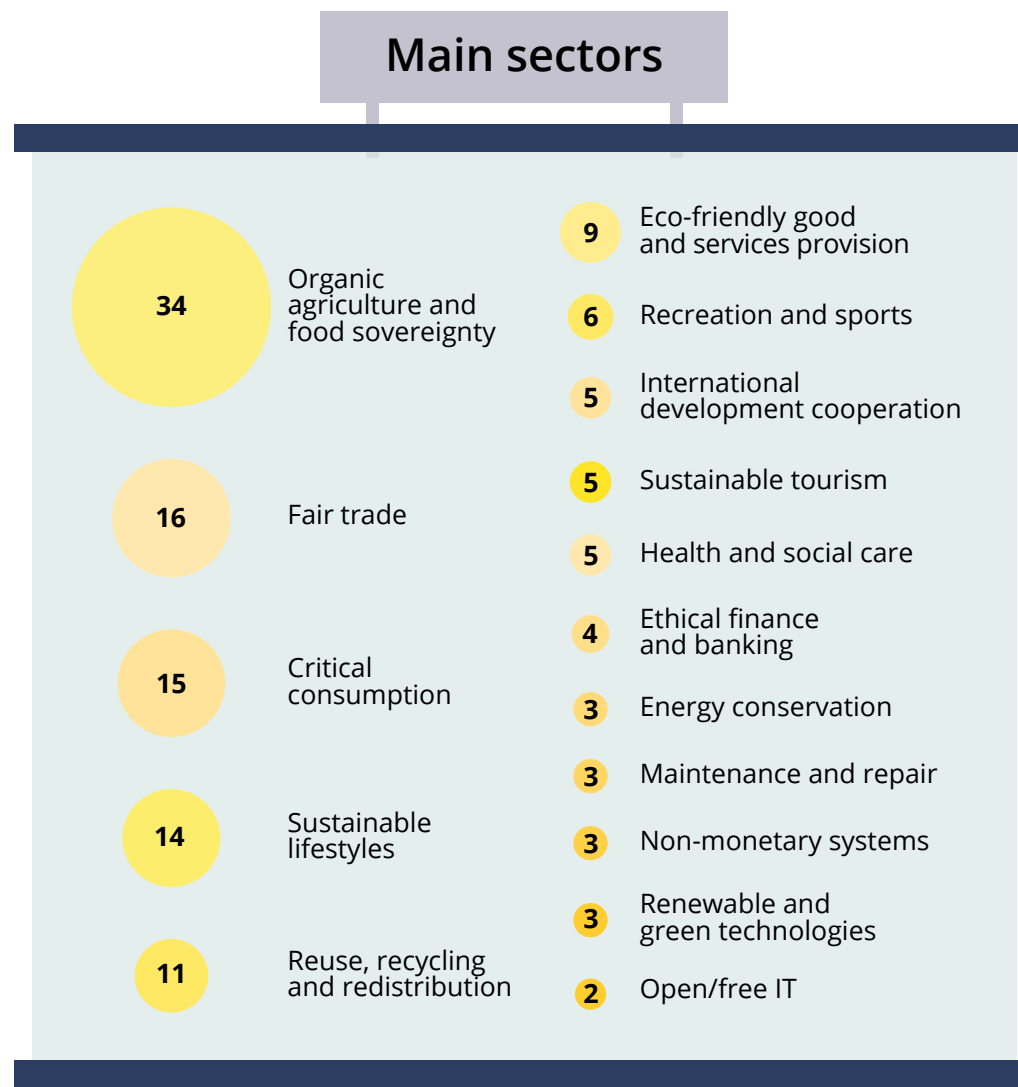 Main sectors
34
Organic
agriculture and
food sovereignty
16
Fair trade
15
Critical
consumption
14
Sustainable
lifestyles
11
Reuse, recycling
and redistribution
9
Eco-friendly good
and services provision
6
Recreation and sports
5
International
development cooperation
5
Sustainable tourism
5
Health and social care
4
Ethical finance
and banking
3
Energy conservation
3
Maintenance and repair
3
Non-monetary systems
3
Renewable and
green technologies
2
Open/free IT